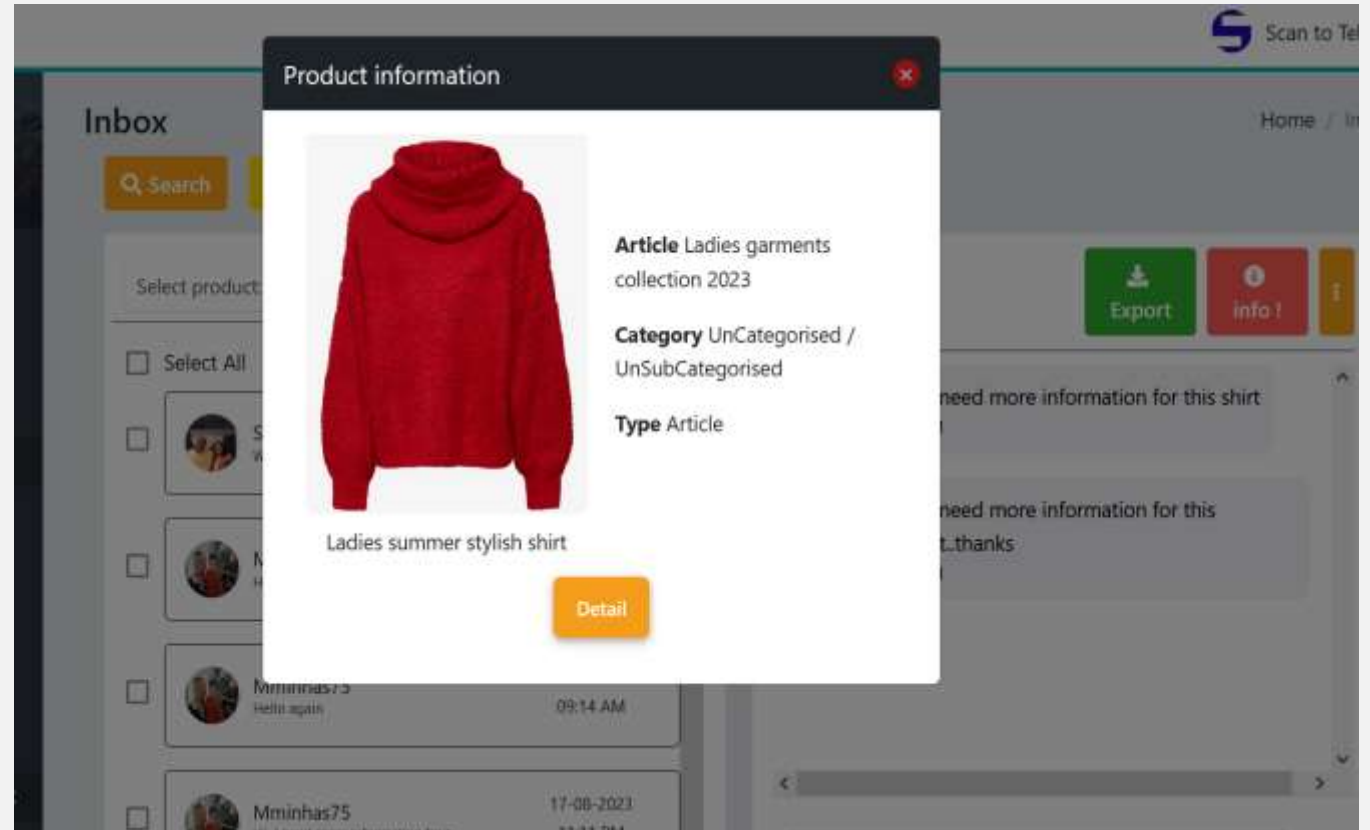 Scan to Tel
Product information
Inbox
Home / In
Search
Article Ladies garments
collection 2023
Select product
Export
info !
Category UnCategorised /
UnSubCategorised
Select All
need more information for this shirt
Type Article
need more information for this
Ladies summer stylish shirt
t..thanks
Detail
Mminhas75
Hello again
09:14 AM
Mminhas75
17-08-2023